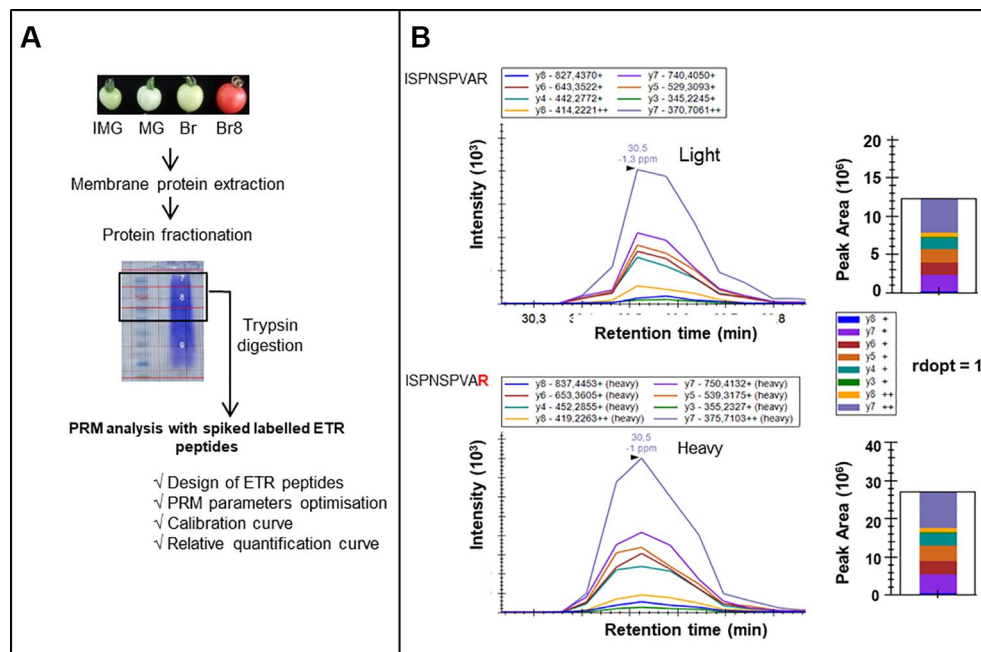 A
IMG MG Br Br8
Membrane protein extraction
Protein fractionation
8
9
Trypsin
digestion
PRM analysis with spiked labelled ETR
peptides
√ Design of ETR peptides
√ PRM parameters optimisation
√ Calibration curve
√ Relative quantification curve
B
ISPNSPVAR
y8 - 827,4370+ y7 - 740,4050+
y6 - 643,3522+ y5 - 529,3093+
y4 - 442,2772+ y3 - 345,2245+
y8 - 414,2221++ y7 - 370,7061++
Intensity (10³)
30,5
-1,3 ppm
Light
30,3
Retention time (min)
Peak Area (10⁶)
20
15
10
5
0
y8 +
y7 +
y6 +
y5 +
y4 +
y3 +
y8 ++
y7 ++
rdopt = 1
ISPNSPVAR
y8 - 837,4453+ (heavy) y7 - 750,4132+ (heavy)
y6 - 653,3605+ (heavy) y5 - 539,3175+ (heavy)
y4 - 452,2855+ (heavy) y3 - 355,2327+ (heavy)
y8 - 419,2263++ (heavy) y7 - 375,7103++ (heavy)
Intensity (10³)
30,5
-1 ppm
Heavy
Retention time (min)
Peak Area (10⁶)
40
30
20
10
0